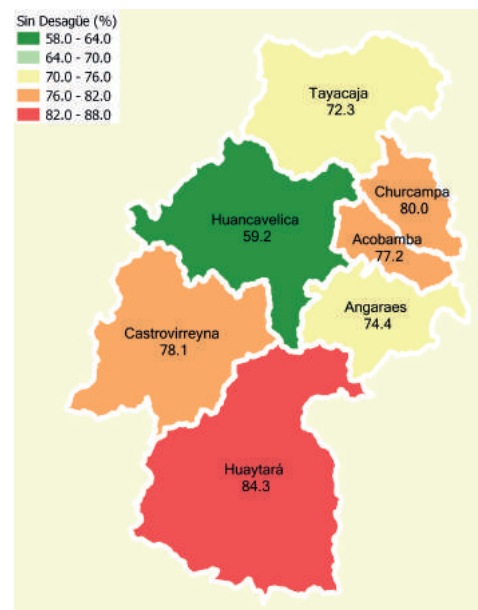 Sin Desagüe (%)
58.0 - 64.0
64.0 - 70.0
70.0 - 76.0
76.0 - 82.0
82.0 - 88.0
Tayacaja
72.3
Churcampa
80.0
Huancavelica
59.2
Acobamba
77.2
Angaraes
74.4
Castrovirreyna
78.1
Huaytará
84.3